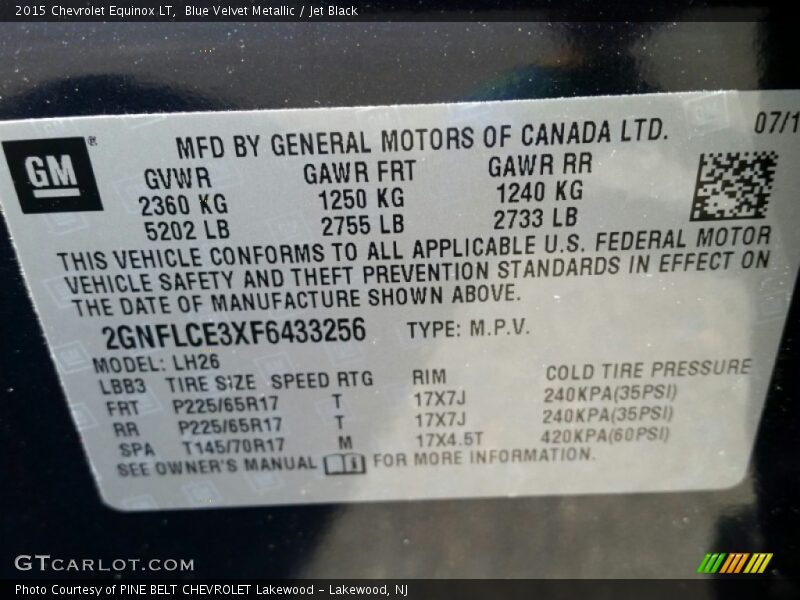 2015 Chevrolet Equinox LT,  Blue Velvet Metallic / Jet Black
GM ®
MFD BY GENERAL MOTORS OF CANADA LTD. 07/1
GVWR GAWR FRT GAWR RR
2360 KG 1250 KG 1240 KG
5202 LB 2755 LB 2733 LB
THIS VEHICLE CONFORMS TO ALL APPLICABLE U.S. FEDERAL MOTOR
VEHICLE SAFETY AND THEFT PREVENTION STANDARDS IN EFFECT ON
THE DATE OF MANUFACTURE SHOWN ABOVE.
2GNFLCE3XF6433256 TYPE: M.P.V.
MODEL: LH26
LBB3 TIRE SIZE SPEED RTG RIM COLD TIRE PRESSURE
FRT P225/65R17 T 17X7J 240KPA(35PSI)
RR P225/65R17 T 17X7J 240KPA(35PSI)
SPA T145/70R17 M 17X4.5T 420KPA(60PSI)
SEE OWNER'S MANUAL FOR MORE INFORMATION.
GTCARLOT.COM
Photo Courtesy of PINE BELT CHEVROLET Lakewood - Lakewood, NJ